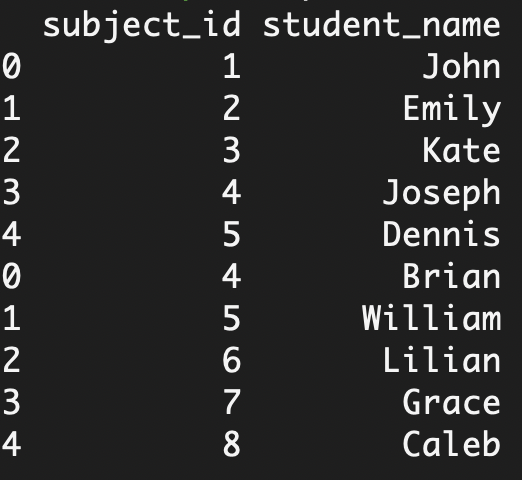 subject_id student_name
0 1 John
1 2 Emily
2 3 Kate
3 4 Joseph
4 5 Dennis
0 4 Brian
1 5 William
2 6 Lilian
3 7 Grace
4 8 Caleb